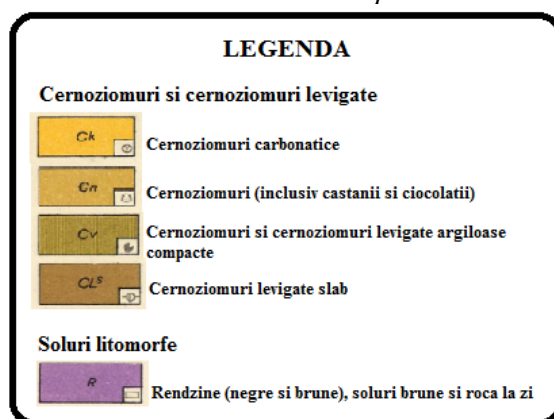 LEGENDA
Cernoziomuri si cernoziomuri levigate
Ck Cernoziomuri carbonatice
Cn Cernoziomuri (inclusiv castanii si ciocolatii)
Cv Cernoziomuri si cernoziomuri levigate argiloase
compacte
CLS Cernoziomuri levigate slab
Soluri litomorfe
R Rendzine (negre si brune), soluri brune si roca la zi